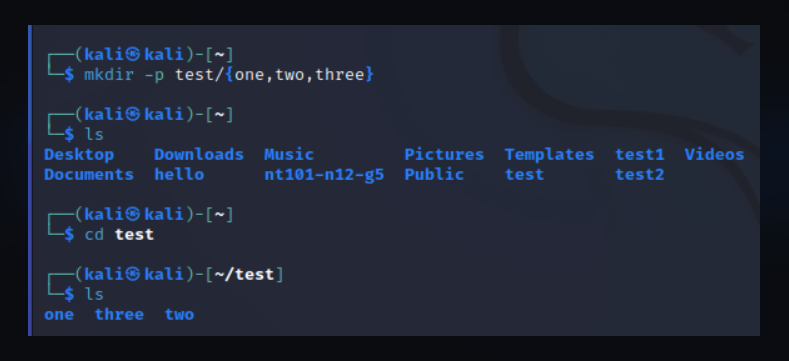 ┌──(kali㉿kali)-[~]
└─$ mkdir -p test/{one,two,three}
┌──(kali㉿kali)-[~]
└─$ ls
Desktop    Downloads  Music         Pictures  Templates  test1  Videos
Documents  hello      nt101-n12-g5  Public    test       test2
┌──(kali㉿kali)-[~]
└─$ cd test
┌──(kali㉿kali)-[~/test]
└─$ ls
one  three  two